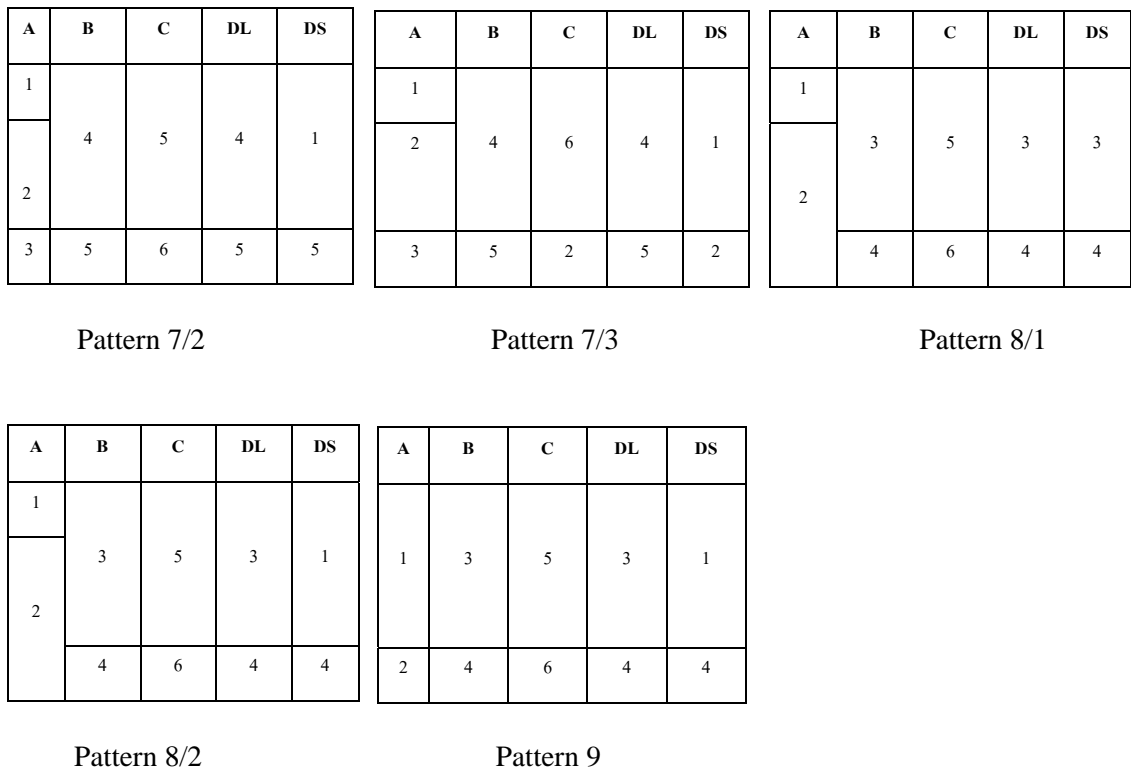 A B C DL DS A B C DL DS A B C DL DS
1 1 1
4 5 4 1 2 4 6 4 1 3 5 3 3
2 2
3 5 6 5 5 3 5 2 5 2 4 6 4 4
Pattern 7/2 Pattern 7/3 Pattern 8/1
A B C DL DS A B C DL DS
1
3 5 3 1 1 3 5 3 1
2
4 6 4 4 2 4 6 4 4
Pattern 8/2 Pattern 9